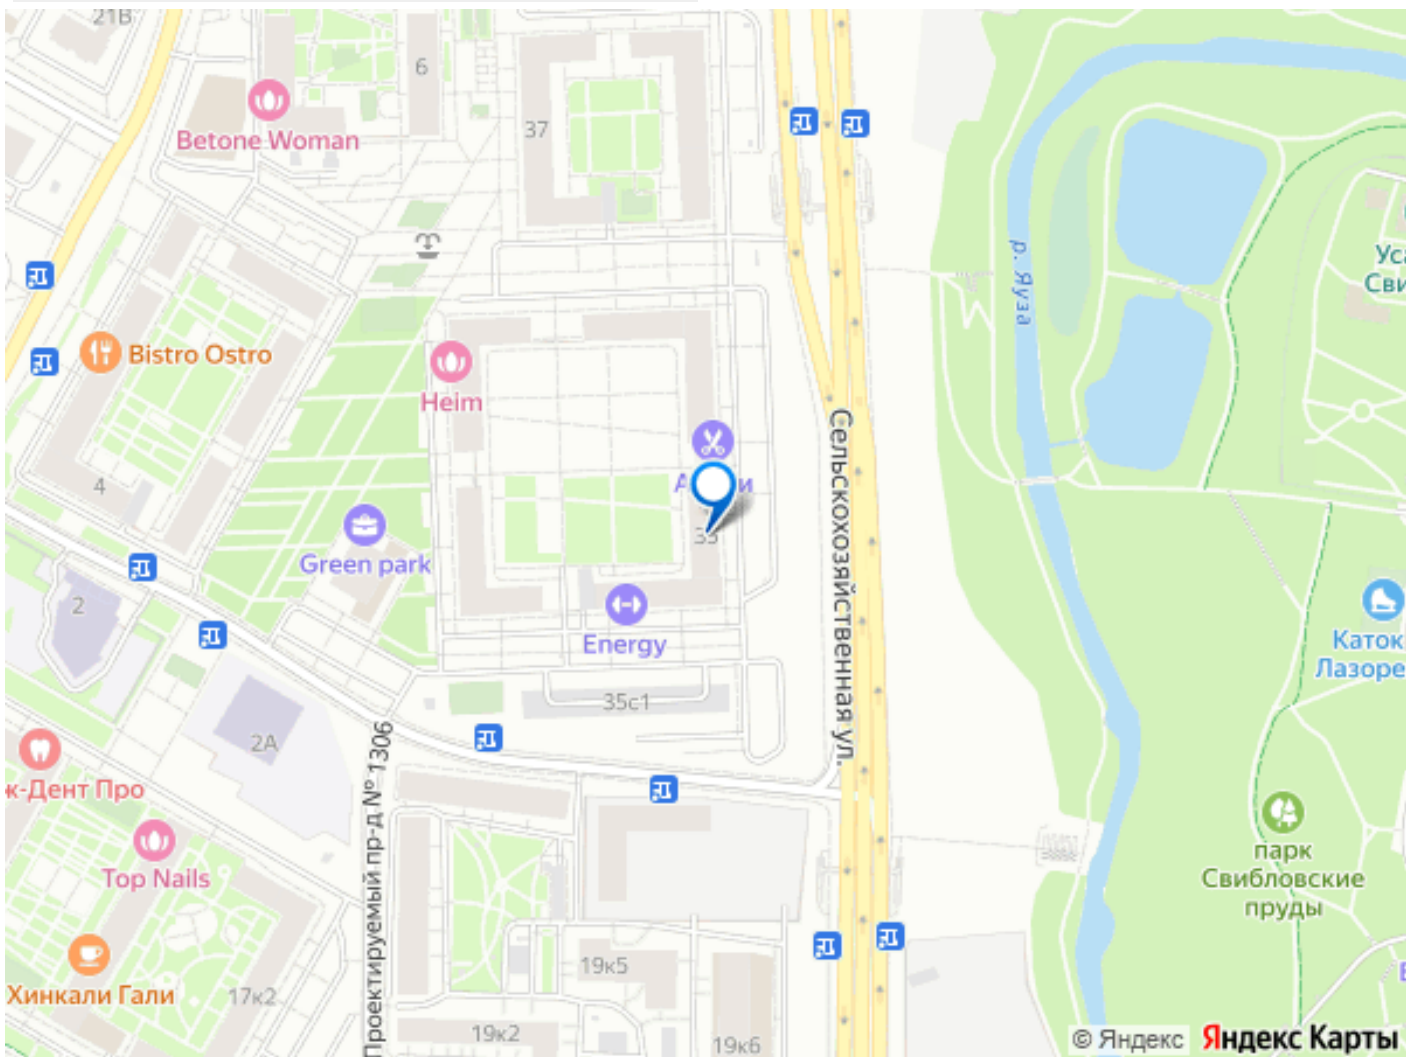 21В
6
37
Betone Woman
р. Яуза
Bistro Ostro
Heim
4
35
Green park
Energy
2
35с1
2А
Сельскохозяйственная ул.
Проектируемый пр-д № 1306
Каток
Лазоре
парк
Свибловские
пруды
ж-Дент Про
Top Nails
Хинкали Гали
17к2
19к5
19к2
19к6
Уса
Сви
© Яндекс Яндекс Карты